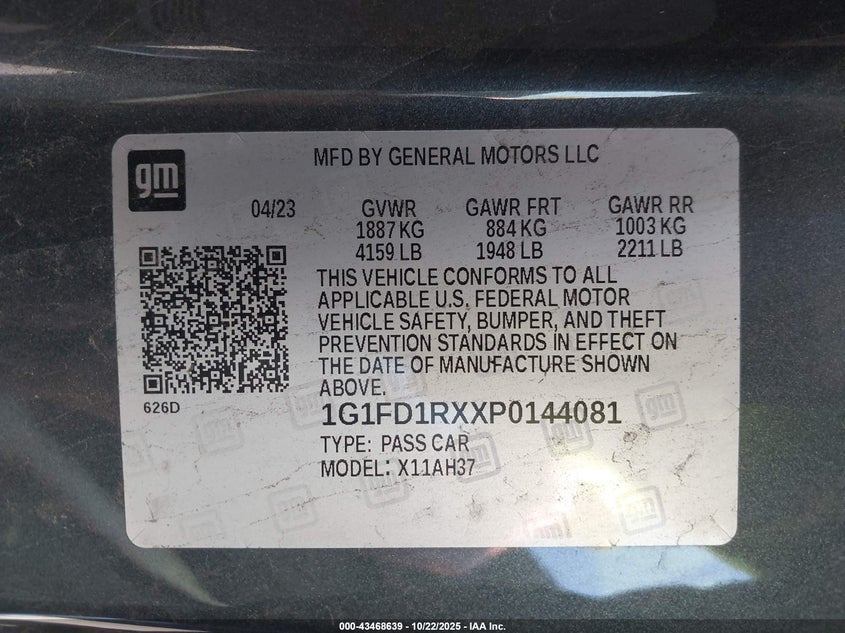 gm
MFD BY GENERAL MOTORS LLC
04/23 GVWR GAWR FRT GAWR RR
1887 KG 884 KG 1003 KG
4159 LB 1948 LB 2211 LB
THIS VEHICLE CONFORMS TO ALL
APPLICABLE U.S. FEDERAL MOTOR
VEHICLE SAFETY, BUMPER, AND THEFT
PREVENTION STANDARDS IN EFFECT ON
THE DATE OF MANUFACTURE SHOWN
ABOVE.
626D
1G1FD1RXXP0144081
TYPE: PASS CAR
MODEL: X11AH37
000-43468639 - 10/22/2025 - IAA Inc.